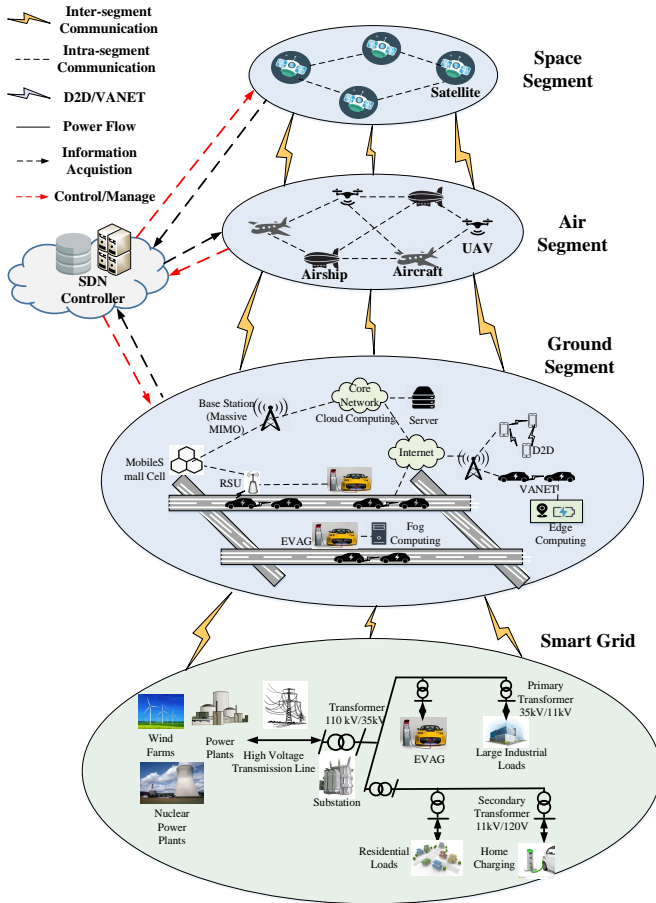 Inter-segment
Communication
Intra-segment
Communication
D2D/VANET
Power Flow
Information
Acquistion
Control/Manage
SDN
Controller
Space
Segment
Satellite
Air
Segment
UAV
Airship
Aircraft
Ground
Segment
Base Station
(Massive
MIMO)
Core
Network
Cloud Computing
Server
Internet
D2D
MobileS
mall Cell
RSU
VANET
EVAG
Fog
Computing
Edge
Computing
Smart Grid
Wind
Farms
Power
Plants
High Voltage
Transmission Line
Transformer
110 kV/35kV
Substation
Nuclear
Power
Plants
EVAG
Primary
Transformer
35kV/11kV
Large Industrial
Loads
Secondary
Transformer
11kV/120V
Residential
Loads
Home
Charging